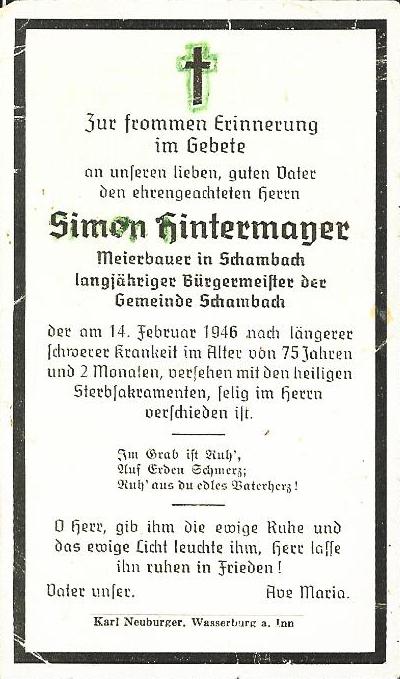 Zur frommen Erinnerung
im Gebete
an unseren lieben, guten Vater
den ehrengeachteten Herrn
Simon Hintermayer
Meierbauer in Schambach
langjähriger Bürgermeister der
Gemeinde Schambach
der am 14. Februar 1946 nach längerer
schwerer Krankeit im Alter von 75 Jahren
und 2 Monaten, versehen mit den heiligen
Sterbsakramenten, selig im Herrn
verschieden ist.
Im Grab ist Ruh',
Auf Erden Schmerz;
Ruh' aus du edles Vaterherz!
O Herr, gib ihm die ewige Ruhe und
das ewige Licht leuchte ihm, Herr lasse
ihn ruhen in Frieden!
Vater unser. Ave Maria.
Karl Neuburger, Wasserburg a. Inn